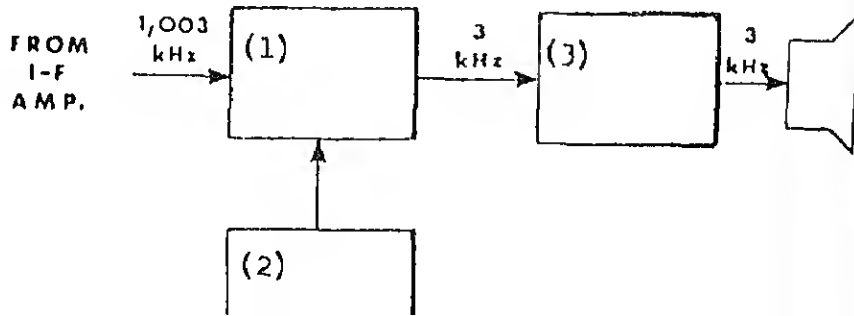 FROM
I-F
AMP.
1,003
kHz
(1)
3
kHz
(3)
3
kHz
(2)